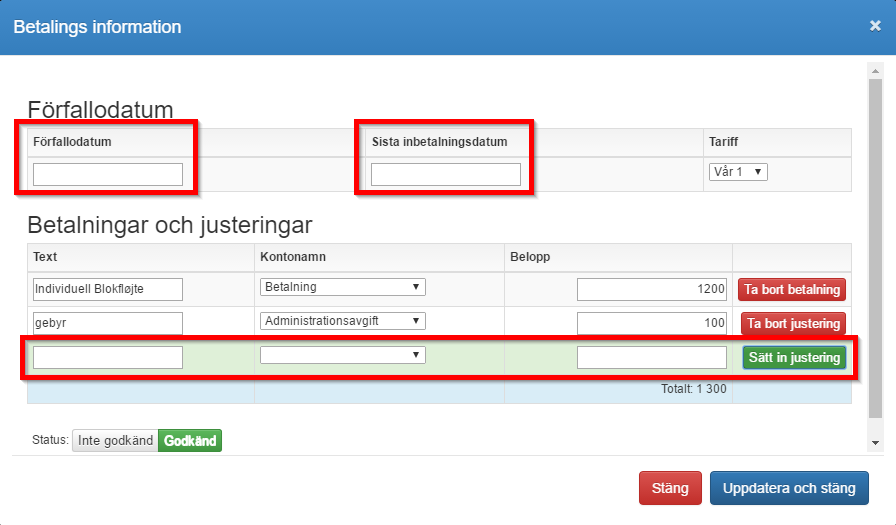 Betalings information ×
Förfallodatum
Förfallodatum Sista inbetalningsdatum Tariff
Vår 1
Betalningar och justeringar
Text Kontonamn Belopp
Individuell Blokfløjte Betalning 1200 Ta bort betalning
gebyr Administrationsavgift 100 Ta bort justering
Sätt in justering
Totalt: 1 300
Status: Inte godkänd Godkänd
Stäng Uppdatera och stäng